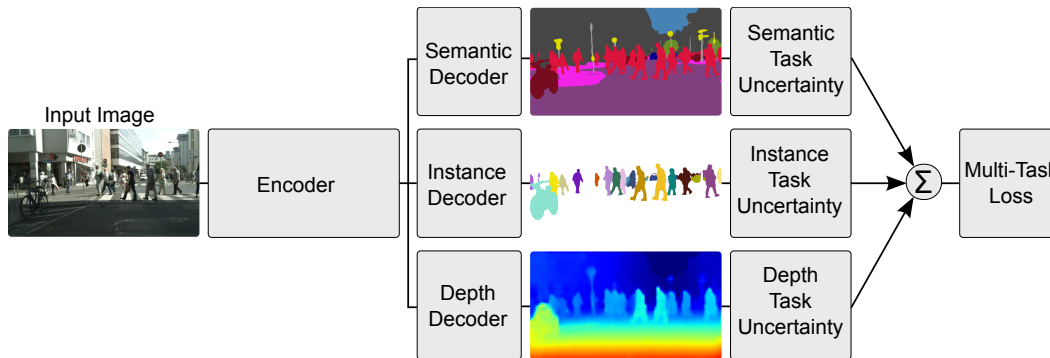 Input Image
Encoder
Semantic
Decoder
Instance
Decoder
Depth
Decoder
Semantic
Task
Uncertainty
Instance
Task
Uncertainty
Depth
Task
Uncertainty
Σ
Multi-Task
Loss